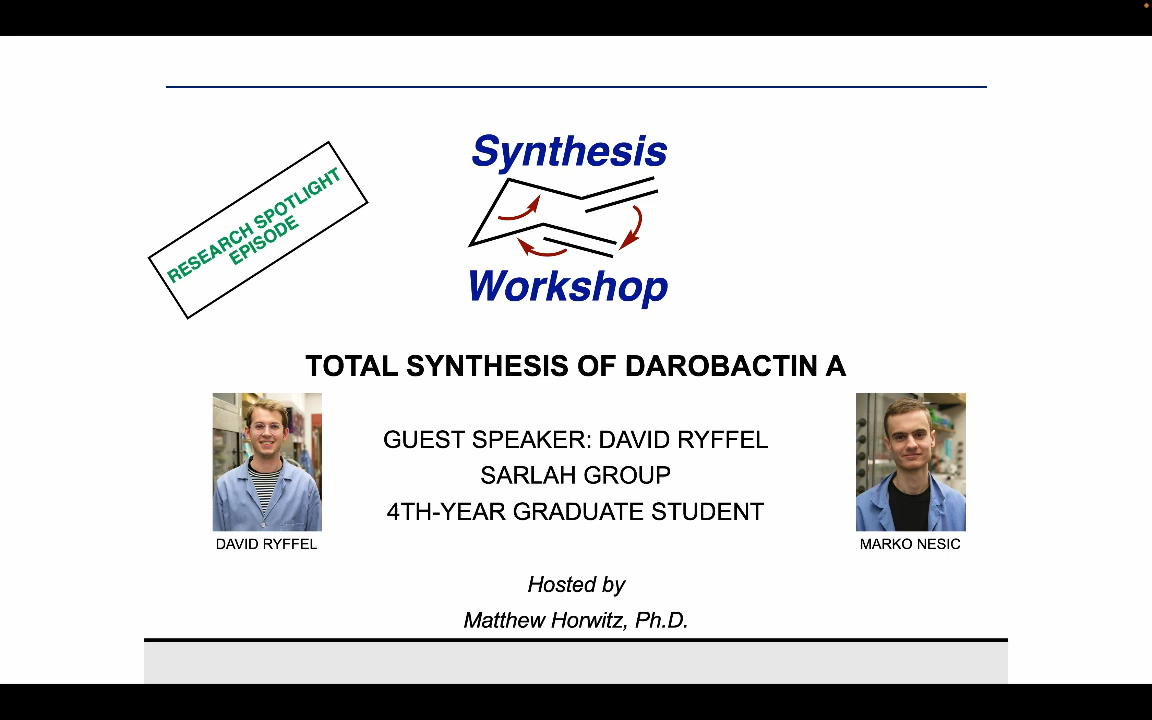 Synthesis
RESEARCH SPOTLIGHT
EPISODE
Workshop
TOTAL SYNTHESIS OF DAROBACTIN A
GUEST SPEAKER: DAVID RYFFEL
SARLAH GROUP
4TH-YEAR GRADUATE STUDENT
DAVID RYFFEL
MARKO NESIC
Hosted by
Matthew Horwitz, Ph.D.